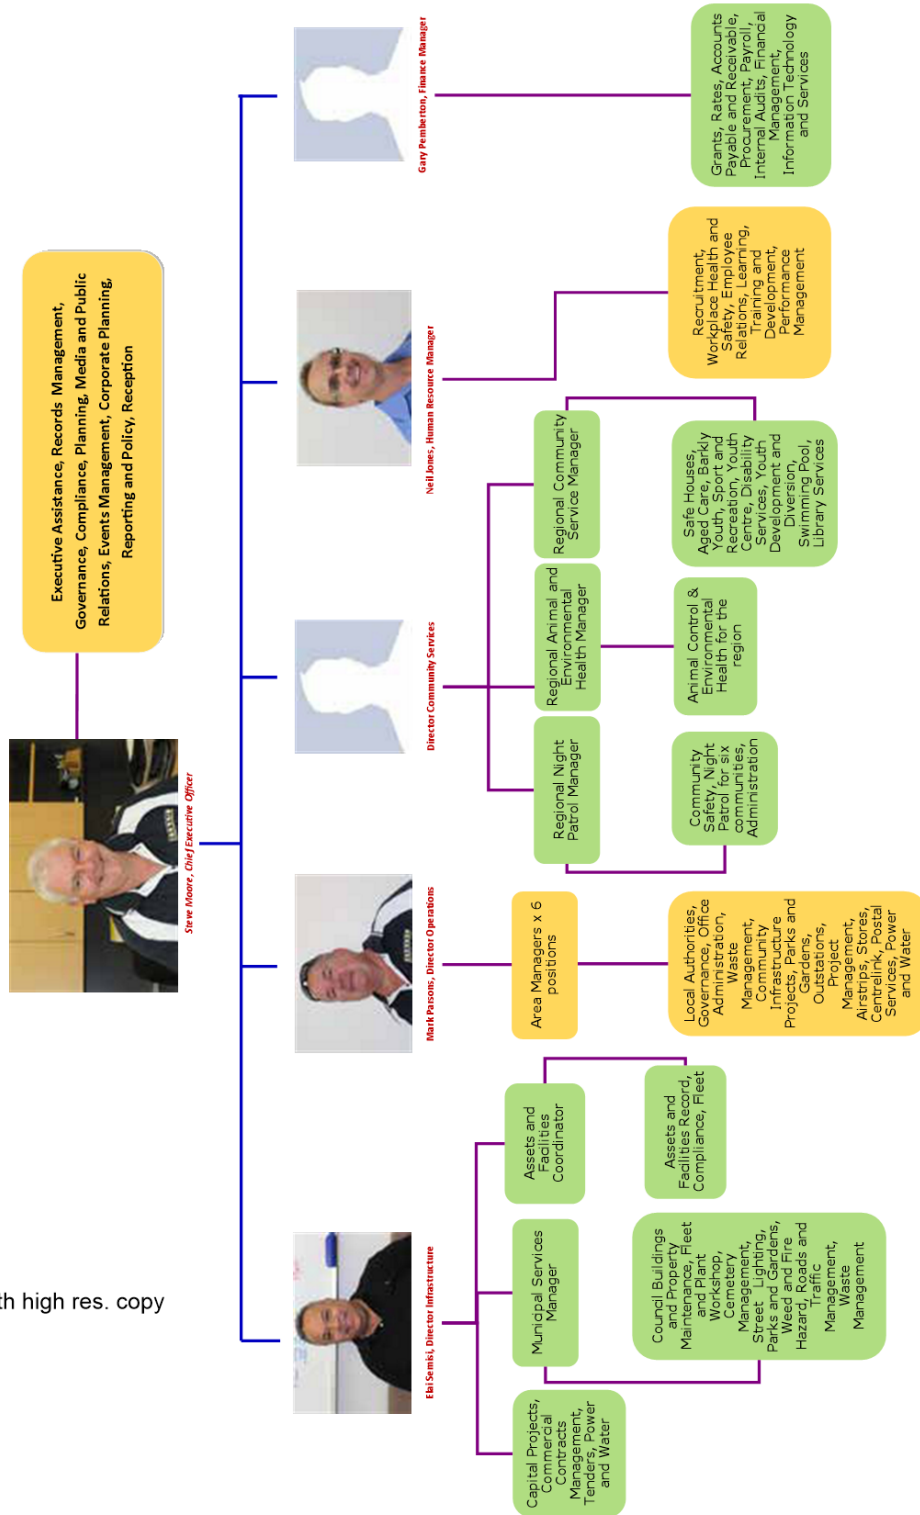 Executive Assistance, Records Management,
Governance, Compliance, Planning, Media and Public
Relations, Events Management, Corporate Planning,
Reporting and Policy, Reception
Steve Moore, Chief Executive Officer
Elai Semisi, Director Infrastructure
Mark Parsons, Director Operations
Director Community Services
Neil Jones, Human Resource Manager
Gary Pemberton, Finance Manager
Capital Projects,
Commercial
Contracts
Management,
Tenders, Power
and Water
Municipal Services
Manager
Assets and
Facilities
Coordinator
Council Buildings
and Property
Maintenance, Fleet
and Plant
Workshop,
Cemetery
Management,
Street Lighting,
Parks and Gardens,
Weed and Fire
Hazard, Roads and
Traffic
Management,
Waste
Management
Assets and
Facilities Record,
Compliance, Fleet
Area Managers x 6
positions
Local Authorities,
Governance, Office
Administration,
Waste
Management,
Community
Infrastructure
Projects, Parks and
Gardens,
Outstations,
Project
Management,
Airstrips, Stores,
Centrelink, Postal
Services, Power
and Water
Regional Night
Patrol Manager
Regional Animal and
Environmental
Health Manager
Regional Community
Service Manager
Community
Safety, Night
Patrol for six
communities,
Administration
Animal Control &
Environmental
Health for the
region
Safe Houses,
Aged Care, Barkly
Youth, Sport and
Recreation, Youth
Centre, Disability
Services, Youth
Development and
Diversion,
Swimming Pool,
Library Services
Recruitment,
Workplace Health and
Safety, Employee
Relations, Learning,
Training and
Development,
Performance
Management
Grants, Rates, Accounts
Payable and Receivable,
Procurement, Payroll,
Internal Audits, Financial
Management,
Information Technology
and Services
th high res. copy